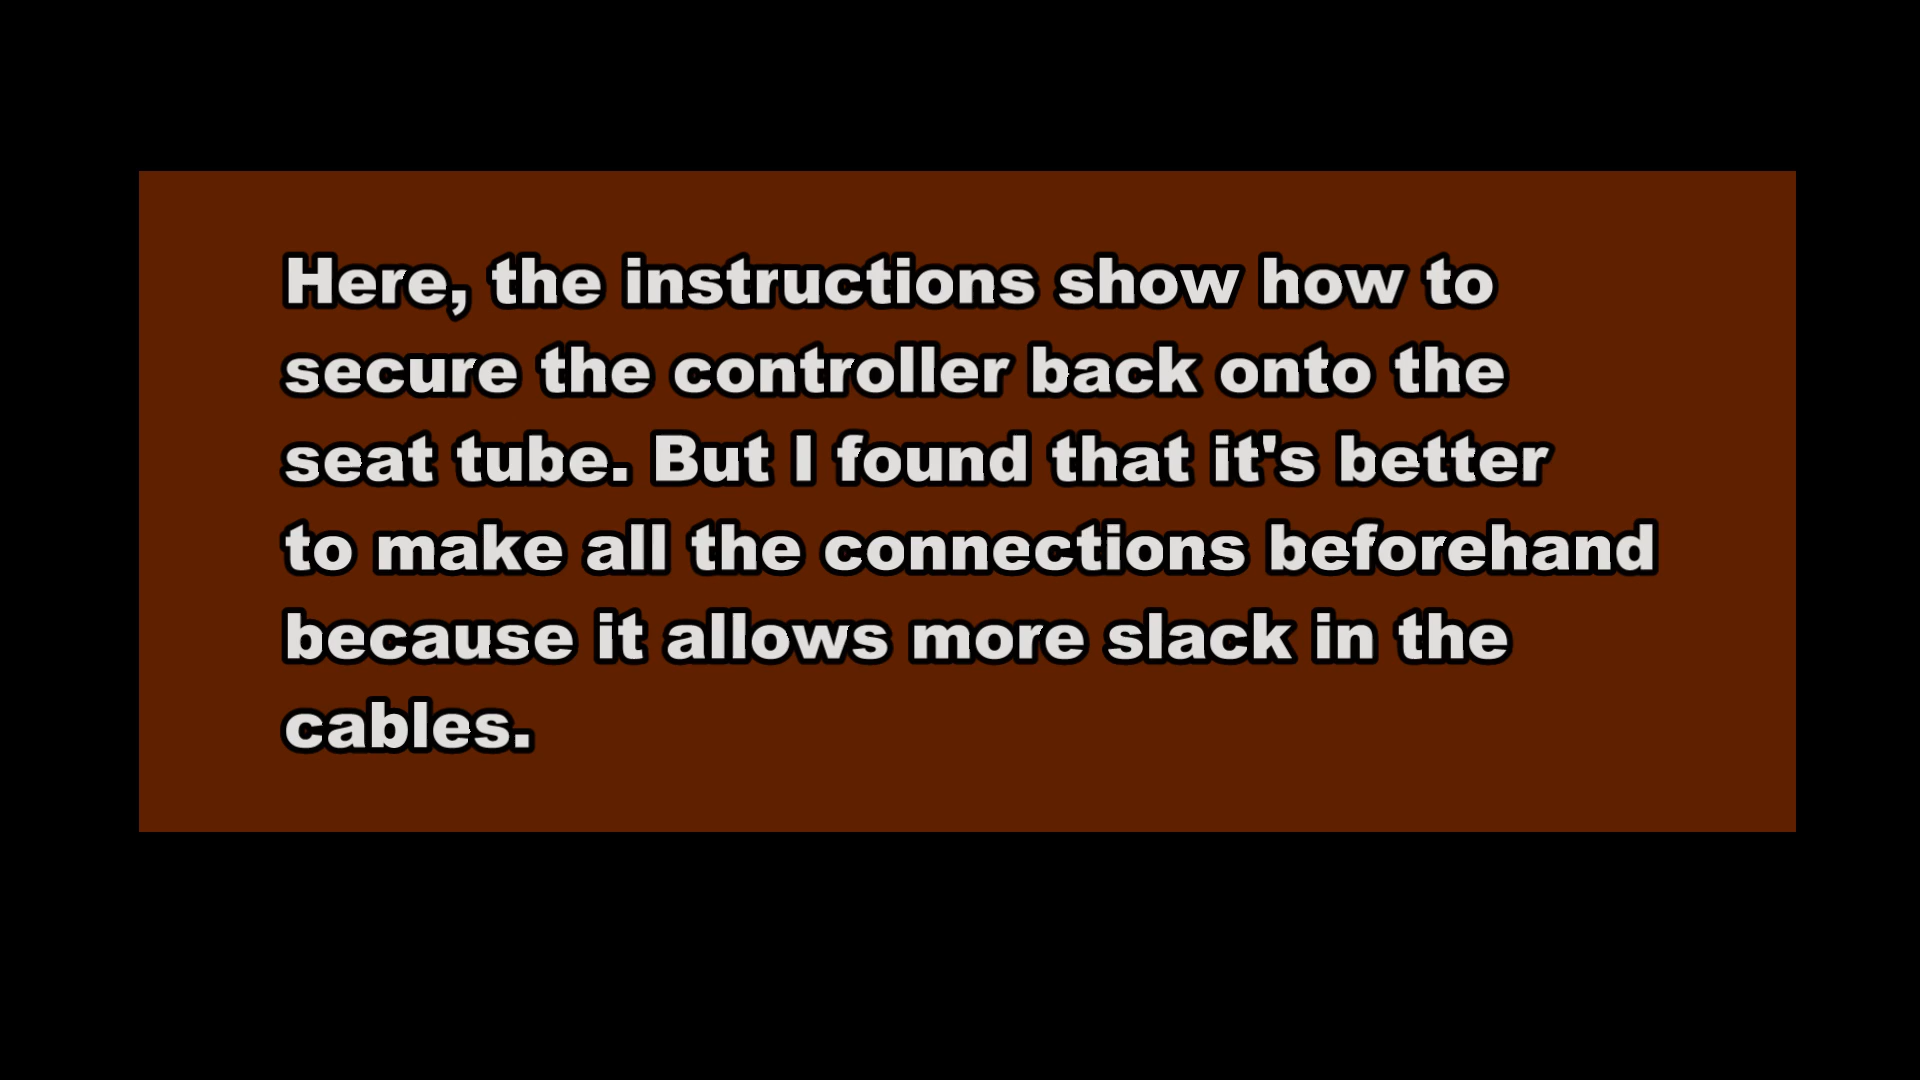 Here, the instructions show how to
secure the controller back onto the
seat tube. But I found that it's better
to make all the connections beforehand
because it allows more slack in the
cables.